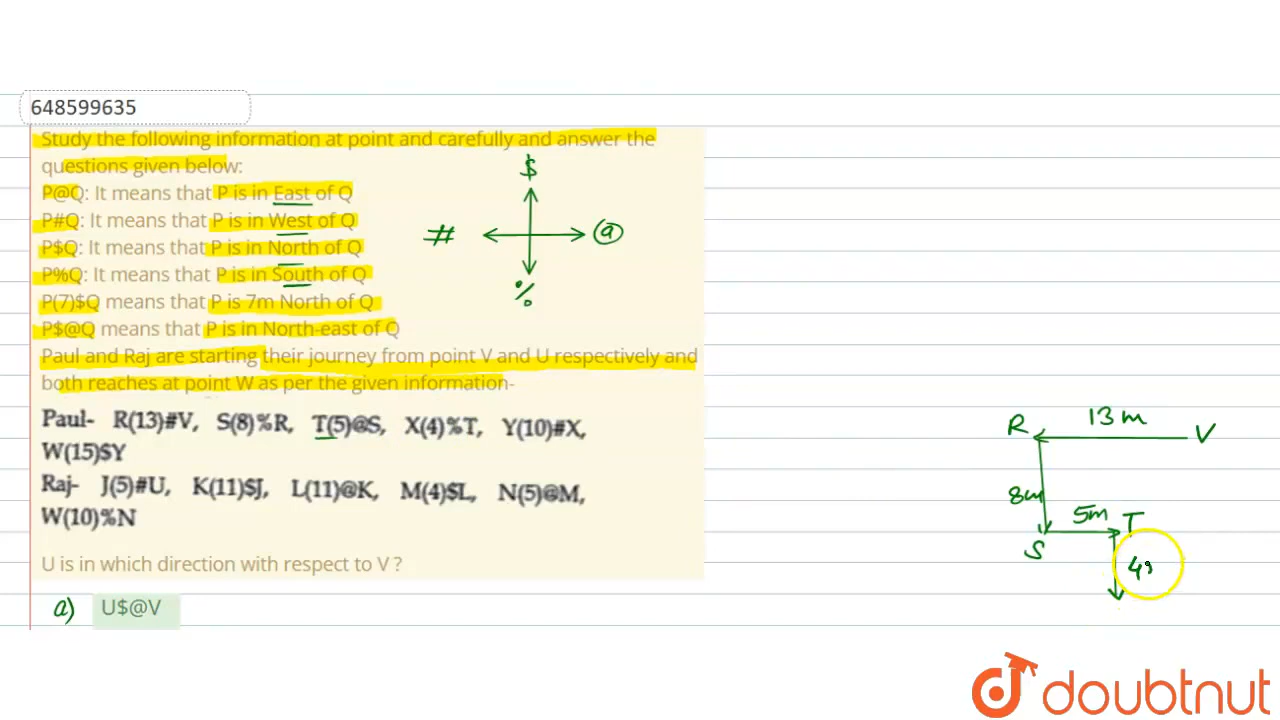 648599635
Study the following information at point and carefully and answer the
questions given below:
P@Q: It means that P is in East of Q
P#Q: It means that P is in West of Q
P$Q: It means that P is in North of Q
P%Q: It means that P is in South of Q
P(7)$Q means that P is 7m North of Q
P$@Q means that P is in North-east of Q
Paul and Raj are starting their journey from point V and U respectively and
both reaches at point W as per the given information-
Paul- R(13)#V, S(8)%R, T(5)@S, X(4)%T, Y(10)#X,
W(15)$Y
Raj- J(5)#U, K(11)$J, L(11)@K, M(4)$L, N(5)@M,
W(10)%N
U is in which direction with respect to V ?
a) U$@V
$
# @
%
R 13m V
8m
5m T
S
4
doubtnut